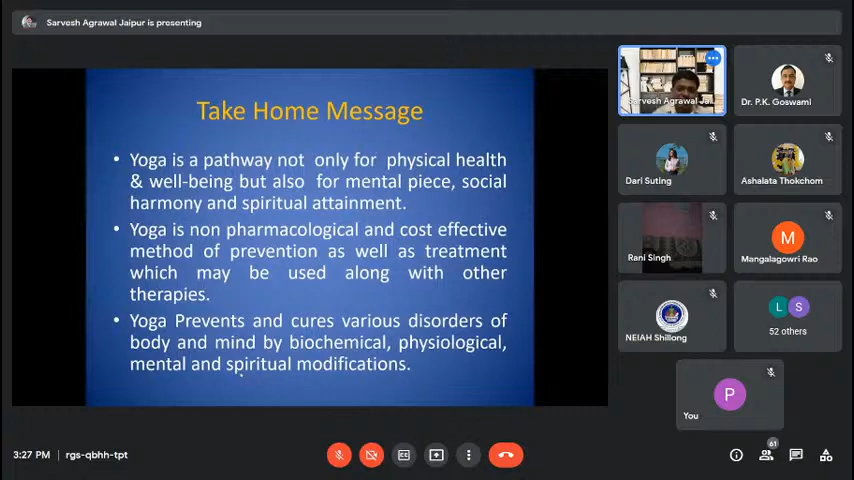 Sarvesh Agrawal Jaipur is presenting
Take Home Message
• Yoga is a pathway not only for physical health
& well-being but also for mental piece, social
harmony and spiritual attainment.
• Yoga is non pharmacological and cost effective
method of prevention as well as treatment
which may be used along with other
therapies.
• Yoga Prevents and cures various disorders of
body and mind by biochemical, physiological,
mental and spiritual modifications.
Sarvesh Agrawal Jai...
Dr. P.K. Goswami
Dari Suting
Ashalata Thokchom
Rani Singh
M
Mangalagowri Rao
NEIAH Shillong
L S
52 others
P
You
3:27 PM | rgs-qbhh-tpt
61